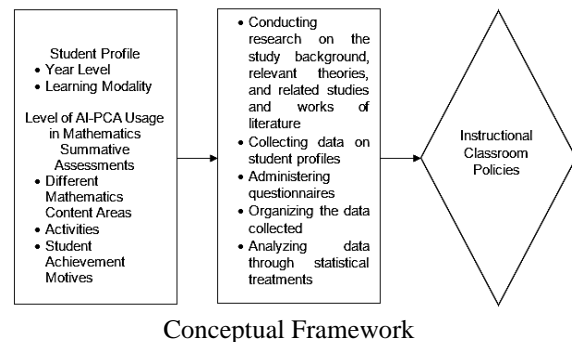 Student Profile
• Year Level
• Learning Modality
Level of AI-PCA Usage
in Mathematics
Summative
Assessments
• Different
Mathematics
Content Areas
• Activities
• Student
Achievement
Motives
• Conducting
research on the
study background,
relevant theories,
and related studies
and works of
literature
• Collecting data on
student profiles
• Administering
questionnaires
• Organizing the data
collected
• Analyzing data
through statistical
treatments
Instructional
Classroom
Policies
Conceptual Framework